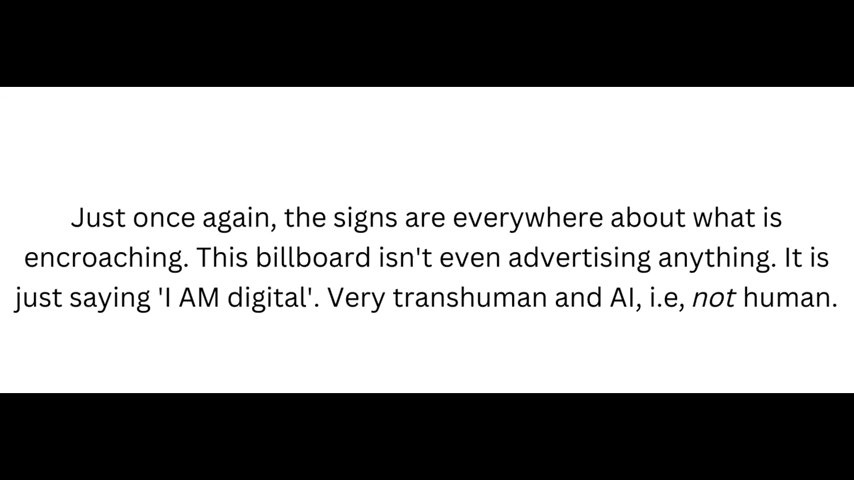 Just once again, the signs are everywhere about what is
encroaching. This billboard isn't even advertising anything. It is
just saying 'I AM digital'. Very transhuman and AI, i.e, not human.